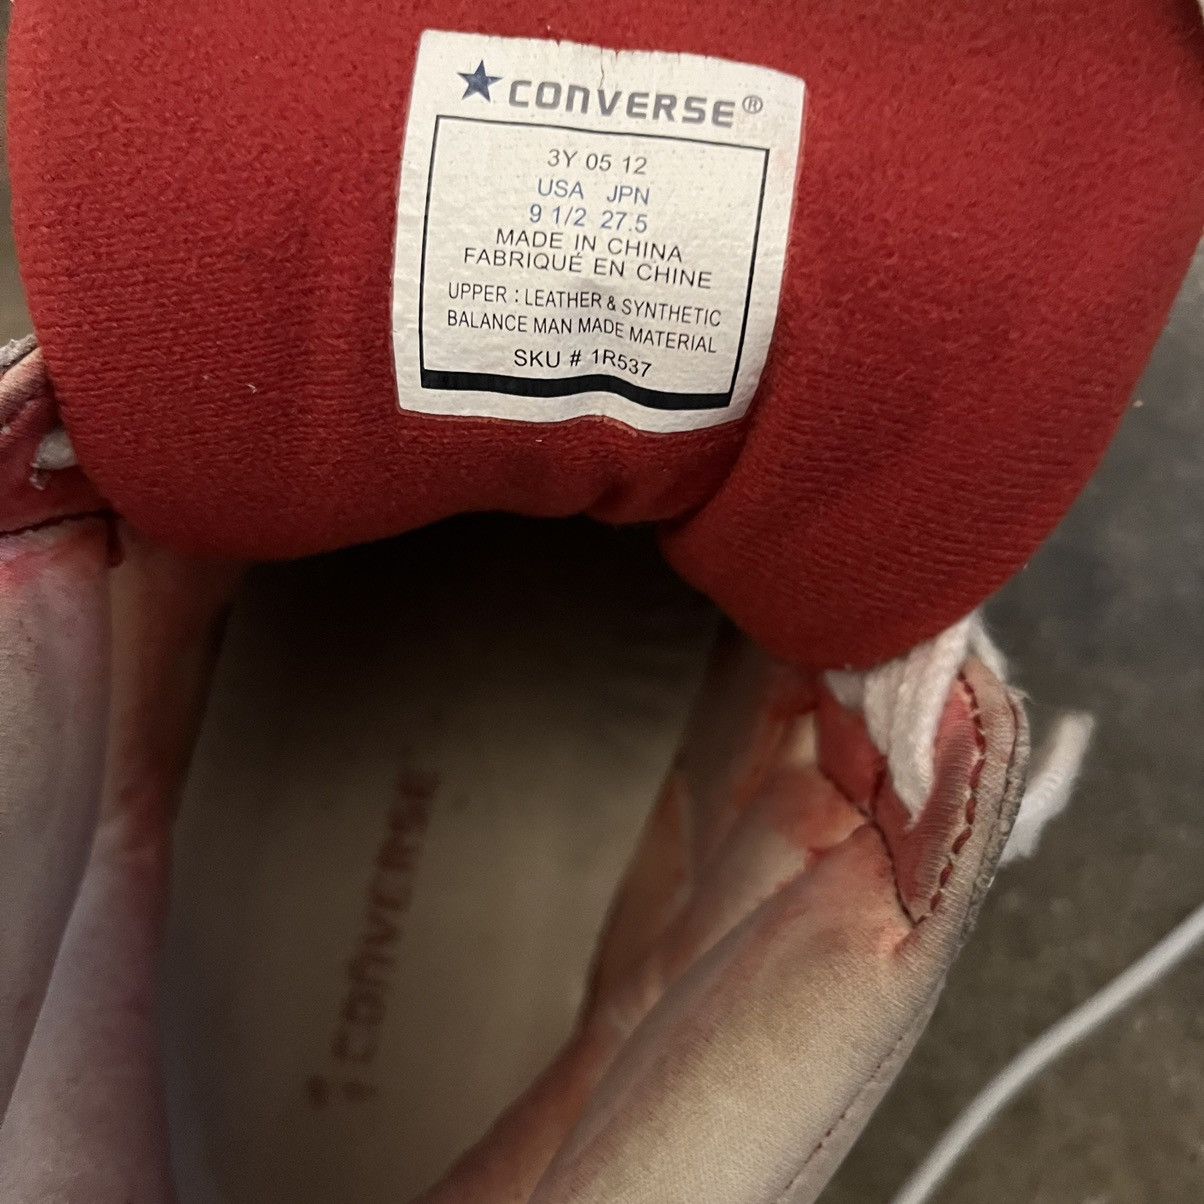 CONVERSE®
3Y 05 12
USA JPN
9 1/2 27.5
MADE IN CHINA
FABRIQUÉ EN CHINE
UPPER : LEATHER & SYNTHETIC
BALANCE MAN MADE MATERIAL
SKU # 1R537
CONVERSE